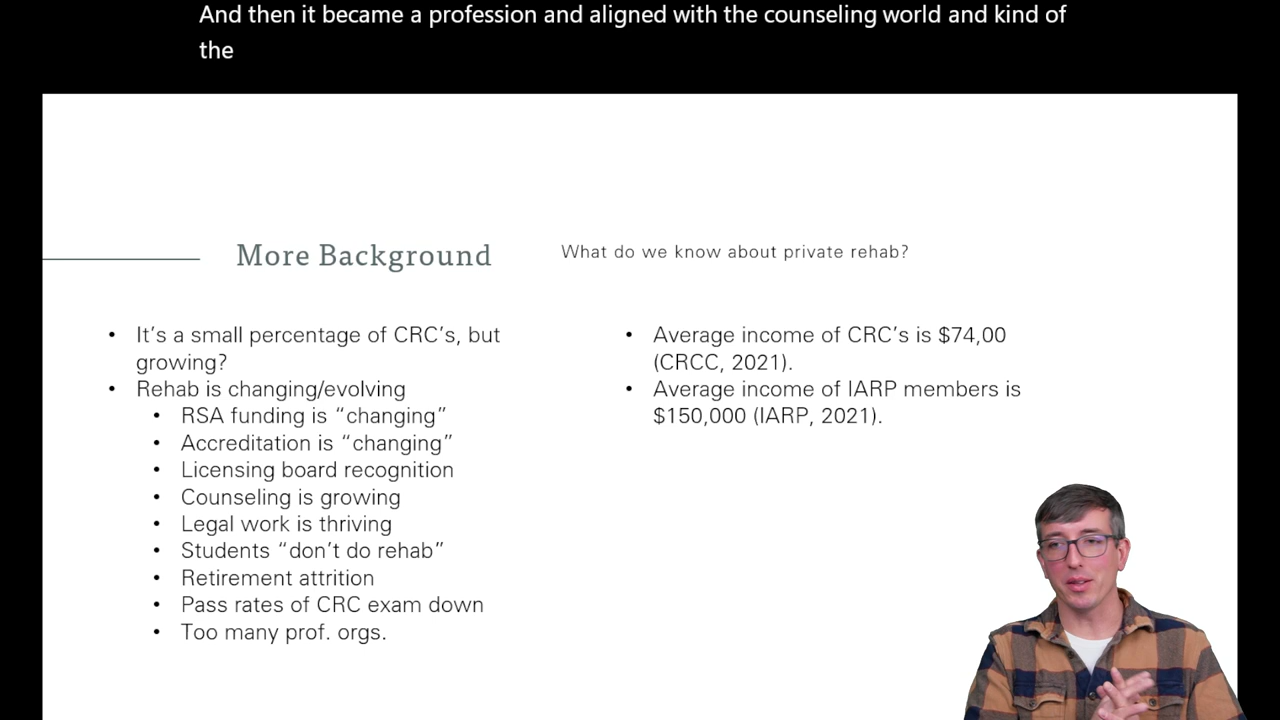 And then it became a profession and aligned with the counseling world and kind of
the
More Background
What do we know about private rehab?
• It's a small percentage of CRC's, but
growing?
• Rehab is changing/evolving
• RSA funding is “changing”
• Accreditation is “changing”
• Licensing board recognition
• Counseling is growing
• Legal work is thriving
• Students “don't do rehab”
• Retirement attrition
• Pass rates of CRC exam down
• Too many prof. orgs.
• Average income of CRC's is $74,00
(CRCC, 2021).
• Average income of IARP members is
$150,000 (IARP, 2021).